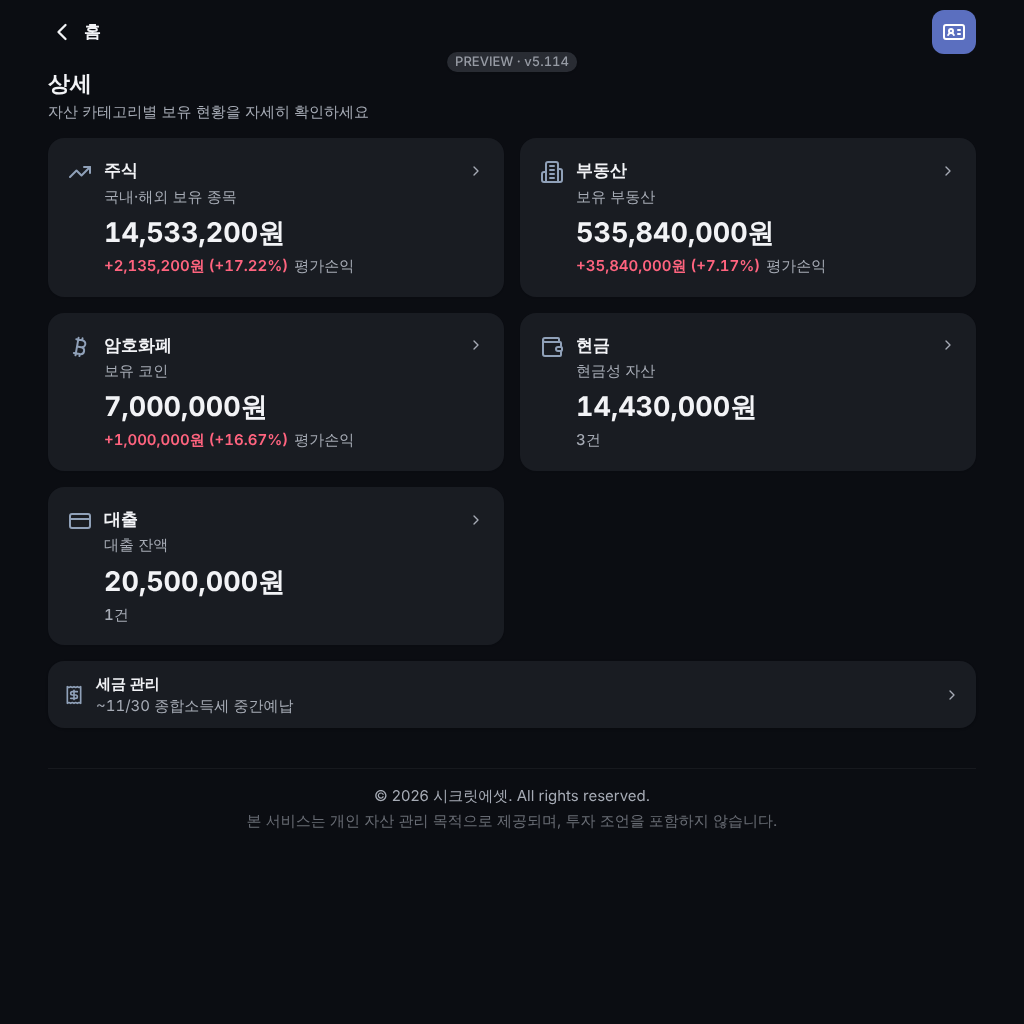 홈
PREVIEW · v5.114
상세
자산 카테고리별 보유 현황을 자세히 확인하세요
주식
국내·해외 보유 종목
14,533,200원
+2,135,200원 (+17.22%) 평가손익
부동산
보유 부동산
535,840,000원
+35,840,000원 (+7.17%) 평가손익
암호화폐
보유 코인
7,000,000원
+1,000,000원 (+16.67%) 평가손익
현금
현금성 자산
14,430,000원
3건
대출
대출 잔액
20,500,000원
1건
세금 관리
~11/30 종합소득세 중간예납
© 2026 시크릿에셋. All rights reserved.
본 서비스는 개인 자산 관리 목적으로 제공되며, 투자 조언을 포함하지 않습니다.